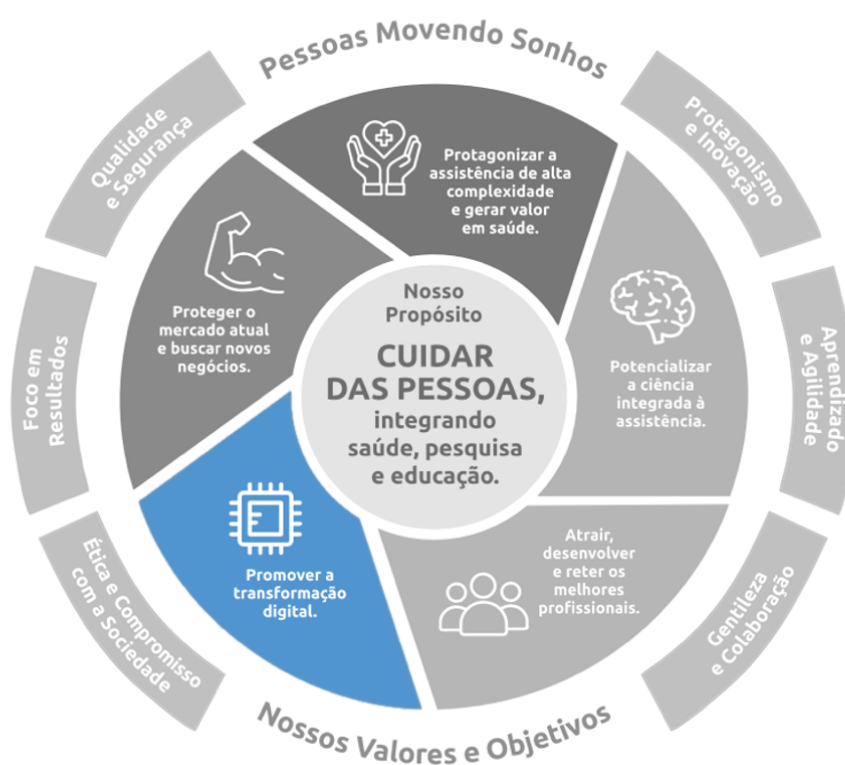 Pessoas Movendo Sonhos
Qualidade
e Segurança
Protagonismo
e Inovação
Protagonizar a
assistência de alta
complexidade
e gerar valor
em saúde.
Proteger o
mercado atual
e buscar novos
negócios.
Nosso
Propósito
CUIDAR
DAS PESSOAS,
integrando
saúde, pesquisa
e educação.
Potencializar
a ciência
integrada à
assistência.
Foco em
Resultados
Aprendizado
e Agilidade
Promover a
transformação
digital.
Atrair,
desenvolver
e reter os
melhores
profissionais.
Ética e Compromisso
com a Sociedade
Gentileza
e Colaboração
Nossos Valores e Objetivos